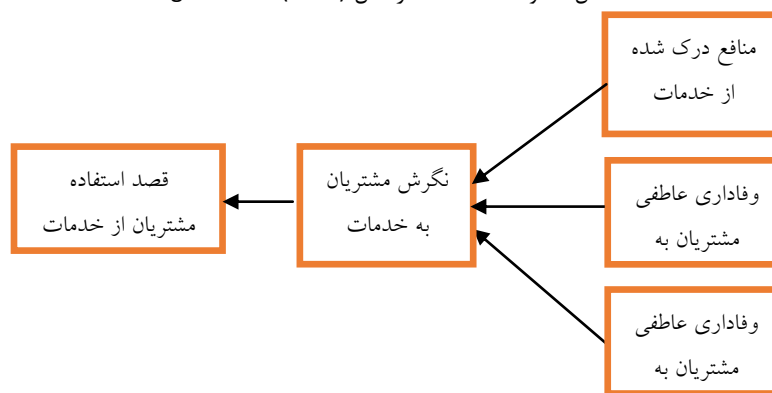 منافع درک شده
از خدمات
وفاداری عاطفی
مشتریان به
نگرش مشتریان
به خدمات
قصد استفاده
مشتریان از خدمات
وفاداری عاطفی
مشتریان به